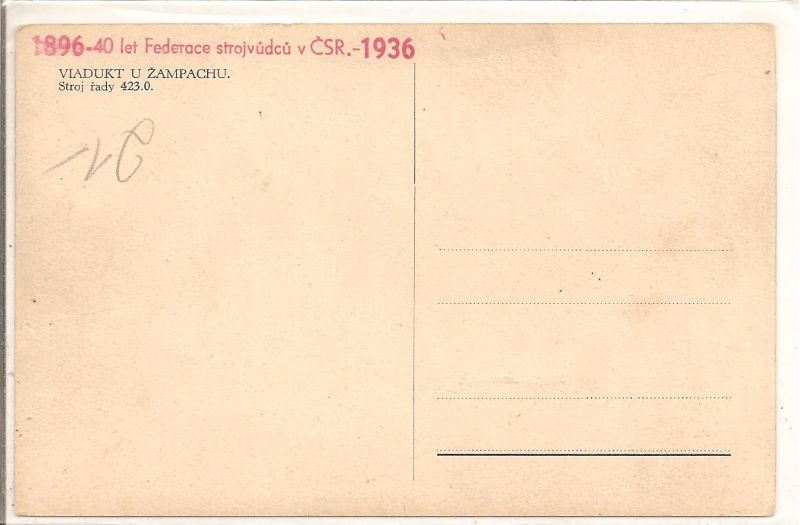 1896-40 let Federace strojvůdců v ČSR.-1936
VIADUKT U ŽAMPACHU.
Stroj řady 423.0.